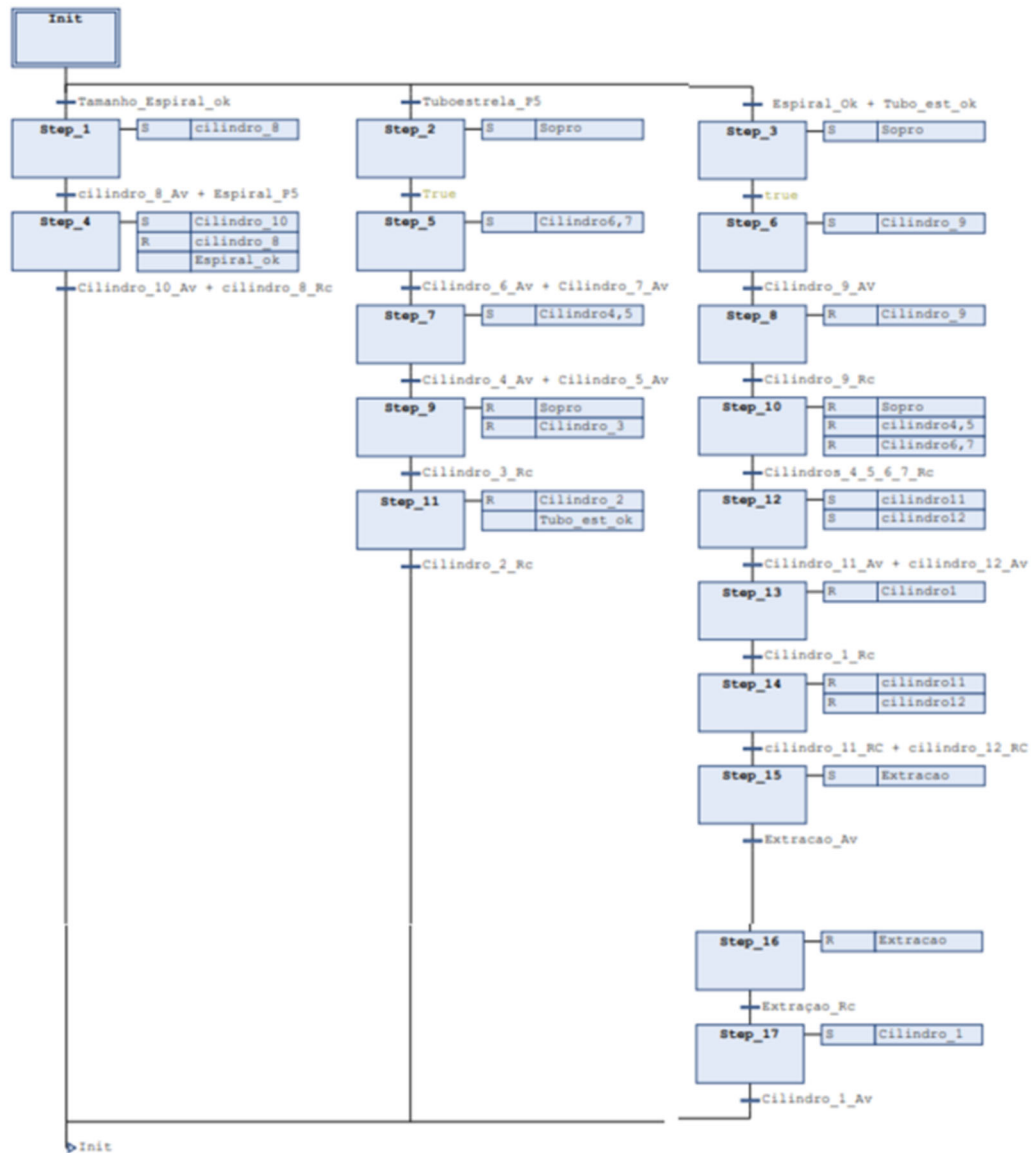 Init
Tamanho_Espiral_ok
Step_1
S cilindro_8
cilindro_8_Av + Espiral_P5
Step_4
S Cilindro_10
R cilindro_8
Espiral_ok
Cilindro_10_Av + cilindro_8_Rc
Tuboestrela_P5
Step_2
S Sopro
True
Step_5
S Cilindro6,7
Cilindro_6_Av + Cilindro_7_Av
Step_7
S Cilindro4,5
Cilindro_4_Av + Cilindro_5_Av
Step_9
R Sopro
R Cilindro_3
Cilindro_3_Rc
Step_11
R Cilindro_2
Tubo_est_ok
Cilindro_2_Rc
Espiral_Ok + Tubo_est_ok
Step_3
S Sopro
true
Step_6
S Cilindro_9
Cilindro_9_AV
Step_8
R Cilindro_9
Cilindro_9_Rc
Step_10
R Sopro
R cilindro4,5
R Cilindro6,7
Cilindros_4_5_6_7_Rc
Step_12
S cilindro11
S cilindro12
Cilindro_11_Av + cilindro_12_Av
Step_13
R Cilindro1
Cilindro_1_Rc
Step_14
R cilindro11
R cilindro12
cilindro_11_RC + cilindro_12_RC
Step_15
S Extracao
Extracao_Av
Step_16
R Extracao
Extraçao_Rc
Step_17
S Cilindro_1
Cilindro_1_Av
Init